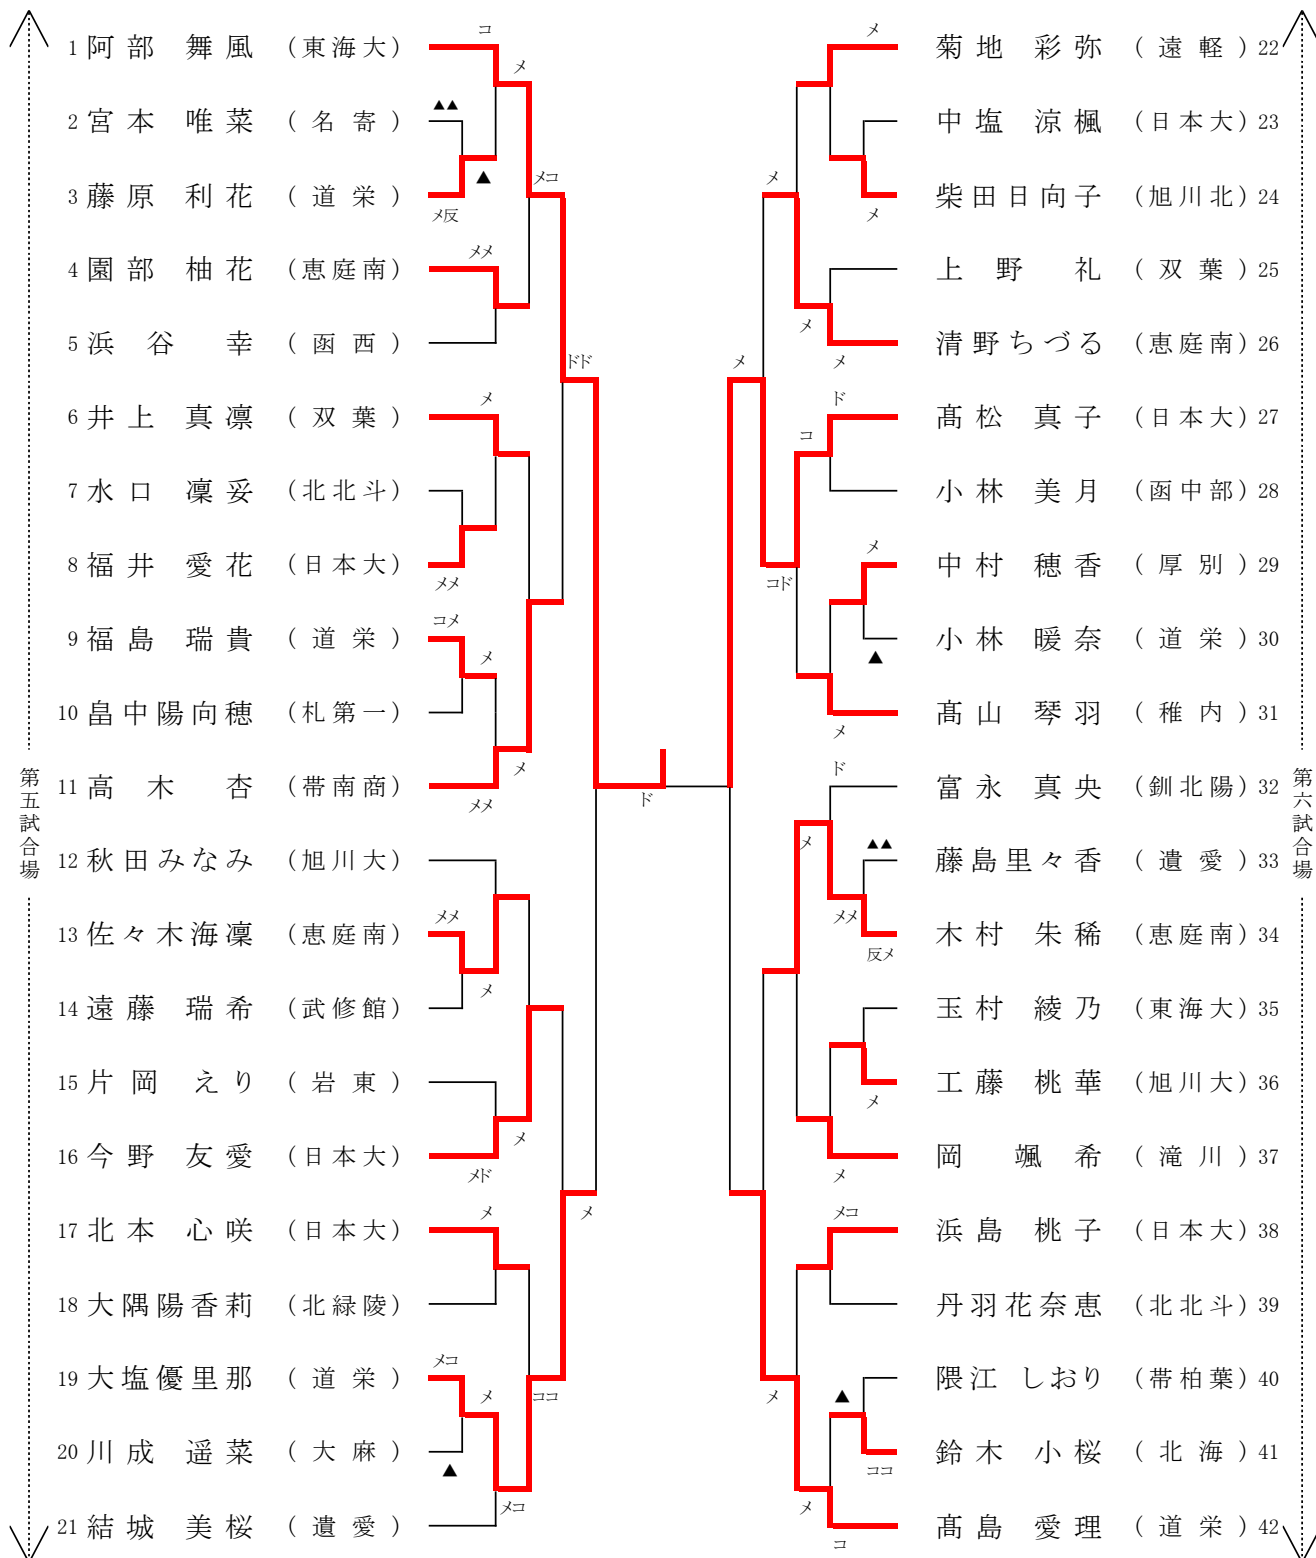 コ
1 阿部 舞風 （東海大）
メ
▲▲
2 宮本 唯菜 （名寄）
▲
メコ
3 藤原 利花 （道栄）
メ反
メメ
4 園部 柚花 （恵庭南）
5 浜谷 幸 （函西）
ドド
メ
6 井上 真凛 （双葉）
7 水口 凜妥 （北北斗）
8 福井 愛花 （日本大）
メメ
コメ
9 福島 瑞貴 （道栄）
メ
10 畠中陽向穂 （札第一）
メ
11 高木 杏 （帯南商）
メメ
ド
12 秋田みなみ （旭川大）
メメ
13 佐々木海凜 （恵庭南）
メ
14 遠藤 瑞希 （武修館）
15 片岡 えり （岩東）
メ
16 今野 友愛 （日本大）
メド
メ
メ
17 北本 心咲 （日本大）
18 大隅陽香莉 （北緑陵）
メコ
19 大塩優里那 （道栄）
メ
ココ
20 川成 遥菜 （大麻）
▲
メコ
21 結城 美桜 （遺愛）
第五試合場
メ
菊地 彩弥 （遠軽） 22
中塩 涼楓 （日本大） 23
メ
柴田日向子 （旭川北） 24
メ
上野 礼 （双葉） 25
メ
清野ちづる （恵庭南） 26
メ
メ
ド
髙松 真子 （日本大） 27
コ
小林 美月 （函中部） 28
メ
中村 穂香 （厚別） 29
コド
小林 暖奈 （道栄） 30
▲
髙山 琴羽 （稚内） 31
メ
ド
富永 真央 （釧北陽） 32
メ
▲▲
藤島里々香 （遺愛） 33
メメ
木村 朱稀 （恵庭南） 34
反メ
玉村 綾乃 （東海大） 35
工藤 桃華 （旭川大） 36
メ
岡 颯希 （滝川） 37
メ
メコ
浜島 桃子 （日本大） 38
丹羽花奈恵 （北北斗） 39
隈江 しおり （帯柏葉） 40
メ
▲
鈴木 小桜 （北海） 41
ココ
メ
髙島 愛理 （道栄） 42
コ
第六試合場